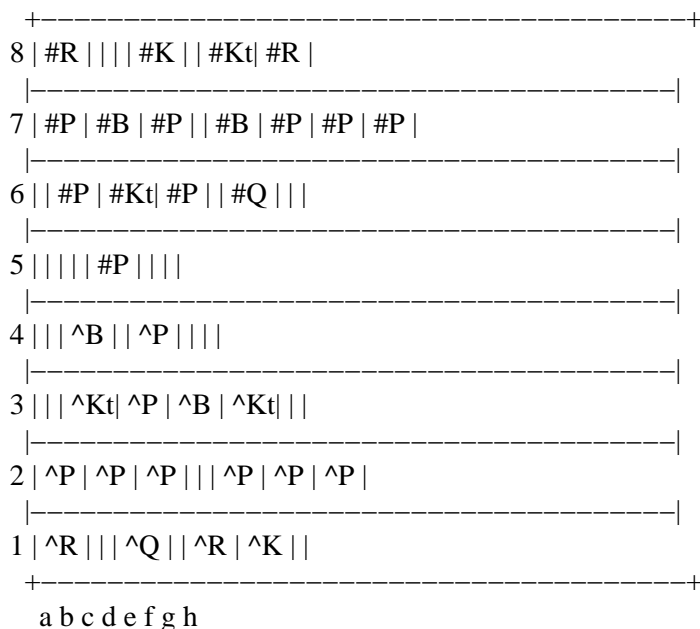 +---------------------------------------+
8 | #R | | | | #K | | #Kt| #R |
|---------------------------------------|
7 | #P | #B | #P | | #B | #P | #P | #P |
|---------------------------------------|
6 | | #P | #Kt| #P | | #Q | | |
|---------------------------------------|
5 | | | | | #P | | | |
|---------------------------------------|
4 | | | ^B | | ^P | | | |
|---------------------------------------|
3 | | | ^Kt| ^P | ^B | ^Kt| | |
|---------------------------------------|
2 | ^P | ^P | ^P | | | ^P | ^P | ^P |
|---------------------------------------|
1 | ^R | | | ^Q | | ^R | ^K | |
+---------------------------------------+
a b c d e f g h